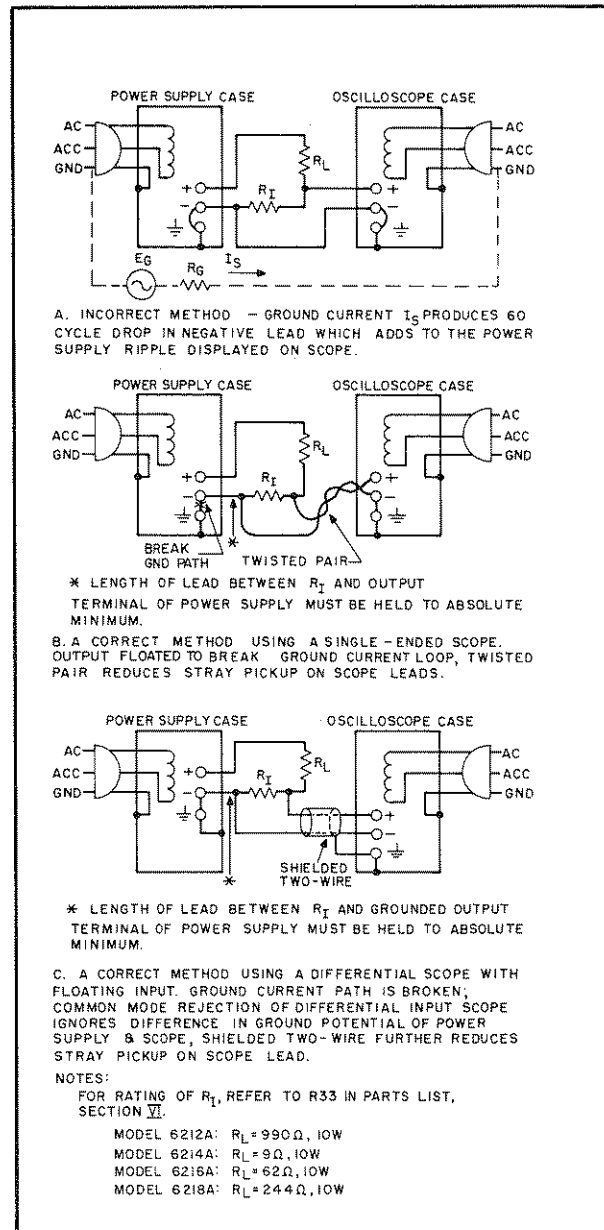 POWER SUPPLY CASE
OSCILLOSCOPE CASE
AC
ACC
GND
+
-
R_I
R_L
+
-
AC
ACC
GND
E_G
R_G
I_S
A. INCORRECT METHOD - GROUND CURRENT I_S PRODUCES 60
CYCLE DROP IN NEGATIVE LEAD WHICH ADDS TO THE POWER
SUPPLY RIPPLE DISPLAYED ON SCOPE.
POWER SUPPLY CASE
OSCILLOSCOPE CASE
AC
ACC
GND
+
-
R_I
R_L
+
-
AC
ACC
GND
*
*
BREAK
GND PATH
TWISTED PAIR
* LENGTH OF LEAD BETWEEN R_I AND OUTPUT
TERMINAL OF POWER SUPPLY MUST BE HELD TO ABSOLUTE
MINIMUM.
B. A CORRECT METHOD USING A SINGLE-ENDED SCOPE.
OUTPUT FLOATED TO BREAK GROUND CURRENT LOOP, TWISTED
PAIR REDUCES STRAY PICKUP ON SCOPE LEADS.
POWER SUPPLY CASE
OSCILLOSCOPE CASE
AC
ACC
GND
+
-
R_I
R_L
+
-
AC
ACC
GND
*
SHIELDED
TWO-WIRE
* LENGTH OF LEAD BETWEEN R_I AND GROUNDED OUTPUT
TERMINAL OF POWER SUPPLY MUST BE HELD TO ABSOLUTE
MINIMUM.
C. A CORRECT METHOD USING A DIFFERENTIAL SCOPE WITH
FLOATING INPUT. GROUND CURRENT PATH IS BROKEN;
COMMON MODE REJECTION OF DIFFERENTIAL INPUT SCOPE
IGNORES DIFFERENCE IN GROUND POTENTIAL OF POWER
SUPPLY & SCOPE, SHIELDED TWO-WIRE FURTHER REDUCES
STRAY PICKUP ON SCOPE LEAD.
NOTES:
FOR RATING OF R_I, REFER TO R33 IN PARTS LIST,
SECTION VI.
MODEL 6212A: R_L=990Ω, 10W
MODEL 6214A: R_L=9Ω, 10W
MODEL 6216A: R_L=62Ω, 10W
MODEL 6218A: R_L=244Ω, 10W